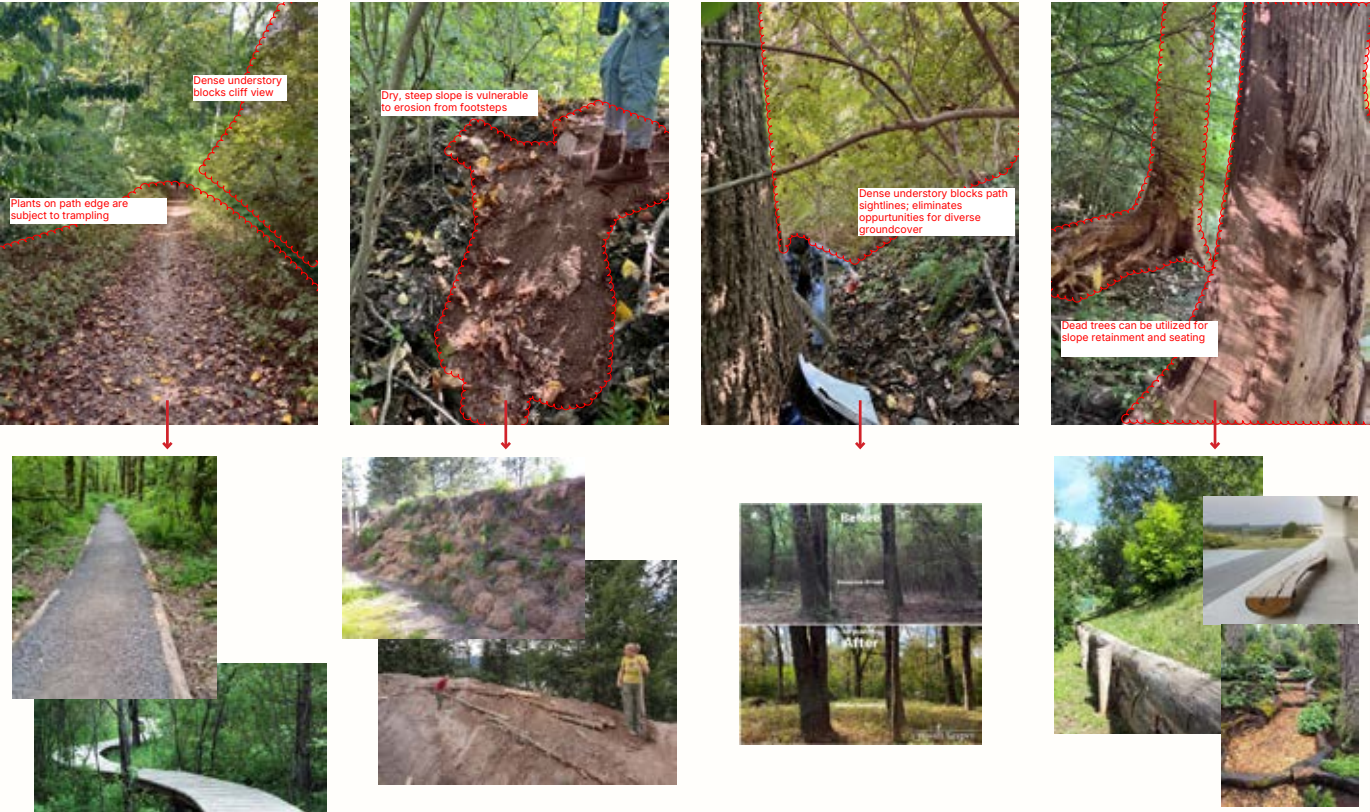 Dense understory
blocks cliff view
Plants on path edge are
subject to trampling
Dry, steep slope is vulnerable
to erosion from footsteps
Dense understory blocks path
sightlines; eliminates
oppurtunities for diverse
groundcover
Dead trees can be utilized for
slope retainment and seating
Before
After